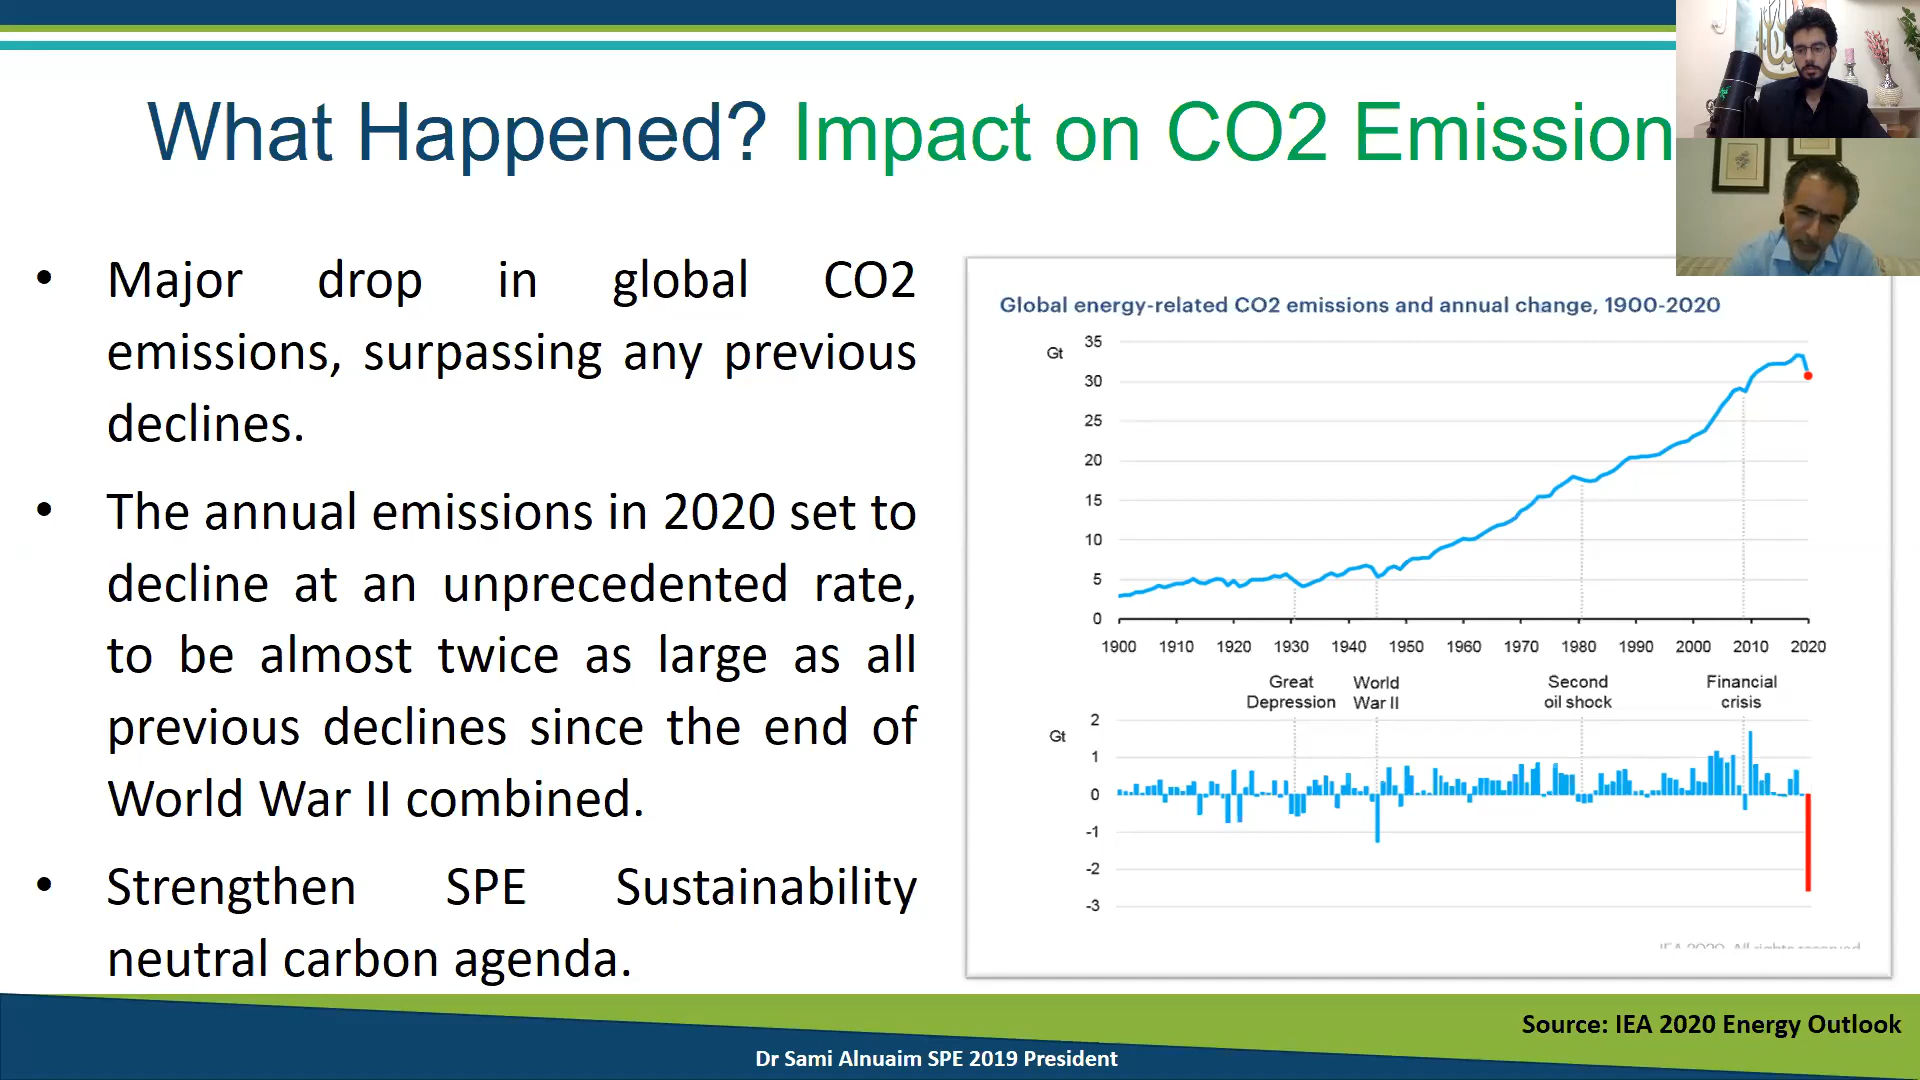 What Happened? Impact on CO2 Emission
• Major drop in global CO2
emissions, surpassing any previous
declines.
• The annual emissions in 2020 set to
decline at an unprecedented rate,
to be almost twice as large as all
previous declines since the end of
World War II combined.
• Strengthen SPE Sustainability
neutral carbon agenda.
Global energy-related CO2 emissions and annual change, 1900-2020
Gt
35
30
25
20
15
10
5
0
1900 1910 1920 1930 1940 1950 1960 1970 1980 1990 2000 2010 2020
Great Depression
World War II
Second oil shock
Financial crisis
Gt
2
1
0
-1
-2
-3
IEA 2020. All rights reserved
Source: IEA 2020 Energy Outlook
Dr Sami Alnuaim SPE 2019 President